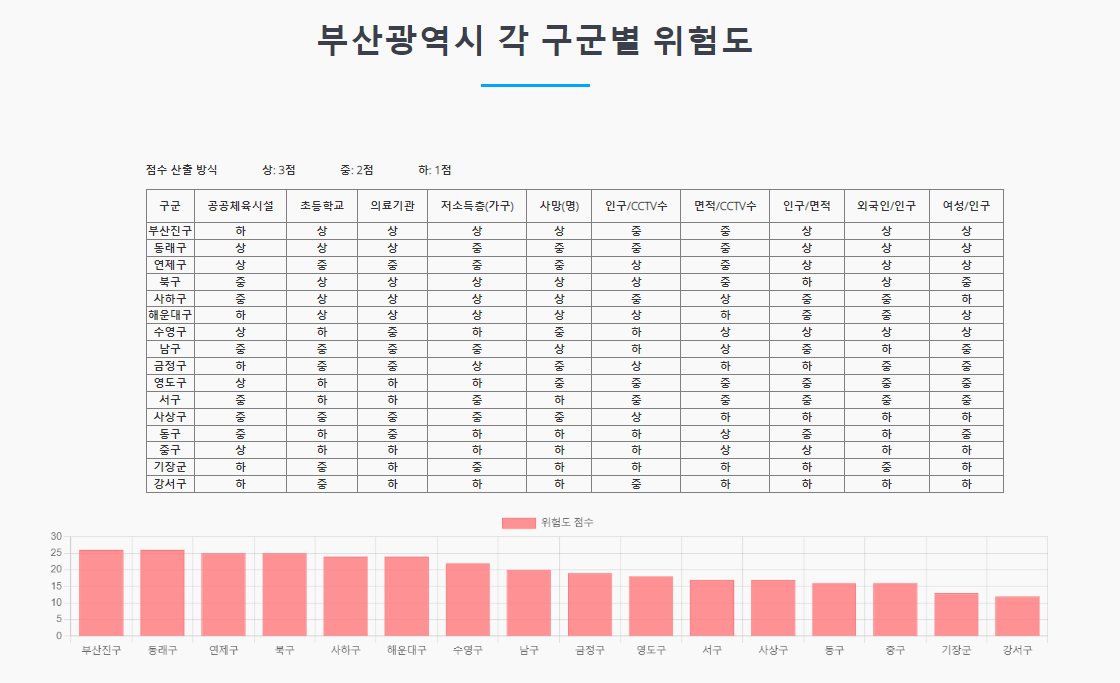 부산광역시 각 구군별 위험도
점수 산출 방식 상: 3점 중: 2점 하: 1점
구군 공공체육시설 초등학교 의료기관 저소득층(가구) 사망(명) 인구/CCTV수 면적/CCTV수 인구/면적 외국인/인구 여성/인구
부산진구 하 상 상 상 상 중 중 상 상 상
동래구 상 상 상 중 중 중 중 상 상 상
연제구 상 중 중 중 중 상 중 상 상 상
북구 중 상 상 상 상 상 중 하 상 중
사하구 중 상 상 상 상 중 상 중 중 하
해운대구 하 상 상 상 상 상 하 중 중 상
수영구 상 하 중 하 중 하 상 상 상 상
남구 중 중 중 중 상 하 상 중 하 중
금정구 하 중 중 상 중 상 하 하 중 중
영도구 상 하 하 하 중 중 중 중 중 중
서구 중 하 하 중 하 중 중 중 중 중
사상구 중 중 중 중 중 상 하 하 하 하
동구 중 하 중 하 하 하 상 중 하 중
중구 상 하 하 하 하 하 상 상 하 하
기장군 하 중 하 중 하 하 하 하 중 하
강서구 하 중 하 하 하 중 하 하 하 하
위험도 점수
30
25
20
15
10
5
0
부산진구 동래구 연제구 북구 사하구 해운대구 수영구 남구 금정구 영도구 서구 사상구 동구 중구 기장군 강서구